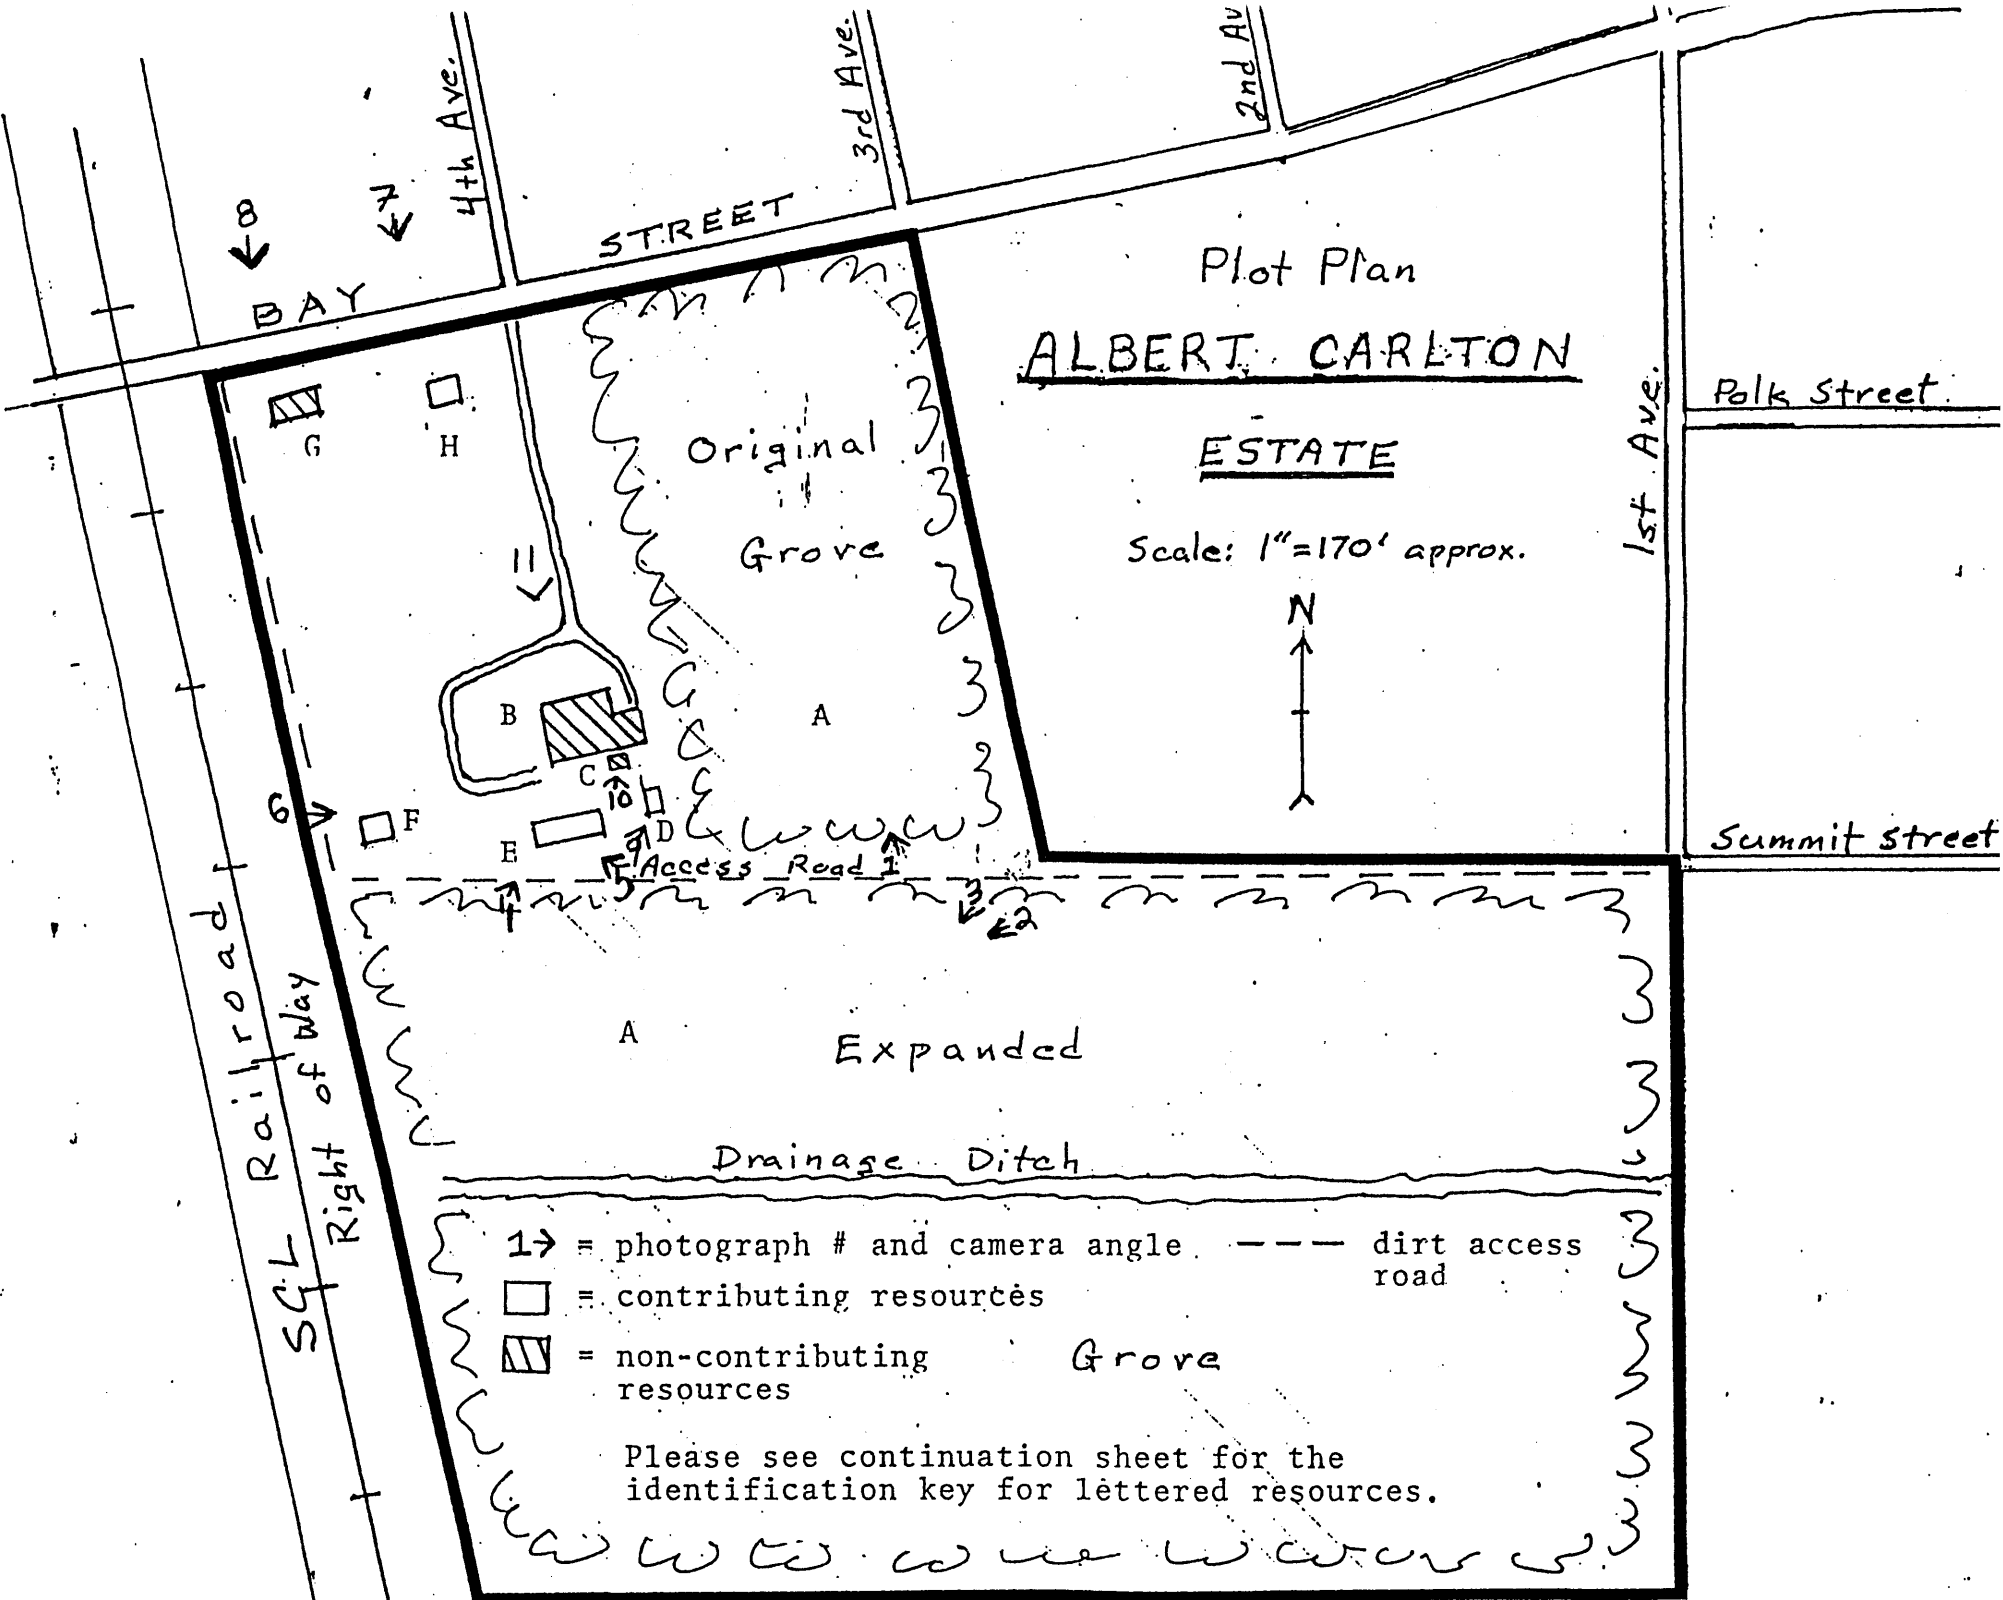 4th Ave.
3rd Ave.
2nd Av
8
7
BAY STREET
Plot Plan
ALBERT CARLTON
ESTATE
Scale: 1"=170' approx.
N
1st Ave.
Polk Street
Summit Street
G
H
Original
Grove
11
B
A
C
10
6
F
D
E
9
Access Road
1
5
4
3
2
A
Expanded
Drainage Ditch
SCL Railroad
Right of Way
1→ = photograph # and camera angle
--- dirt access
road
= contributing resources
= non-contributing
resources
Grove
Please see continuation sheet for the
identification key for lettered resources.